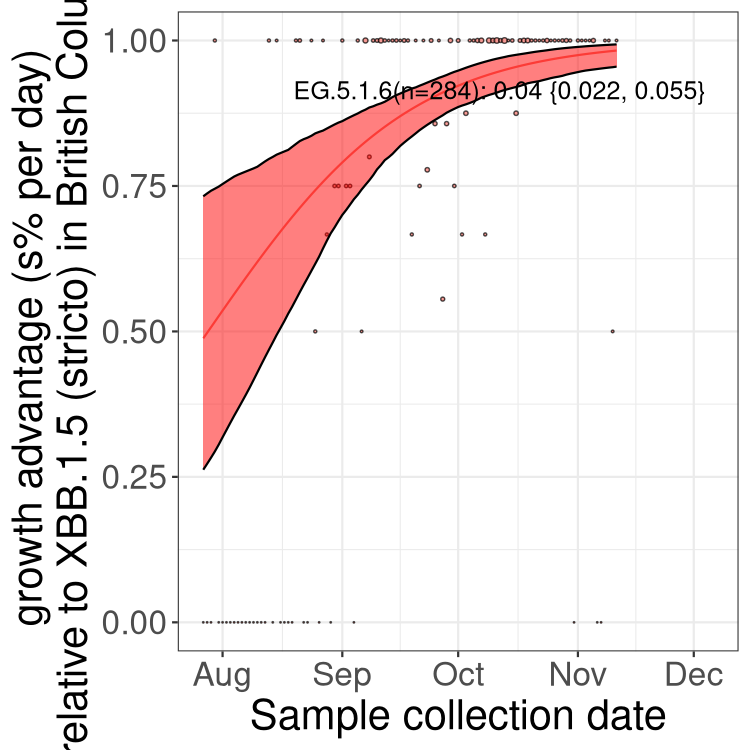 growth advantage (s% per day)
relative to XBB.1.5 (stricto) in British Colu
1.00
0.75
0.50
0.25
0.00
EG.5.1.6(n=284): 0.04 {0.022, 0.055}
Aug Sep Oct Nov Dec
Sample collection date